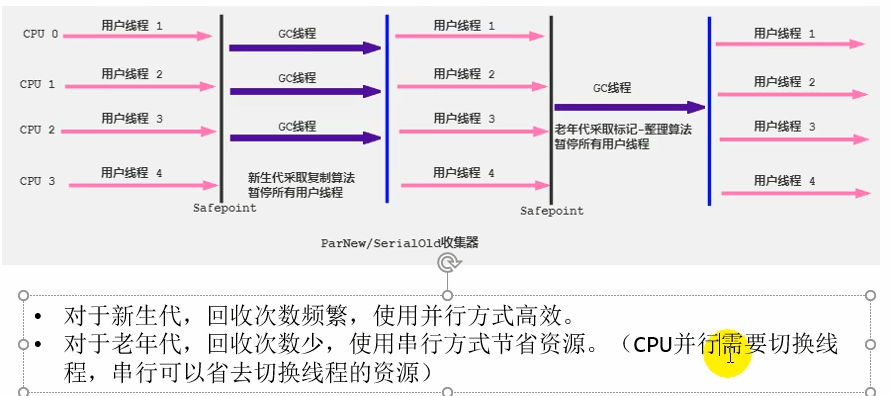 CPU 0 用户线程 1 GC线程 用户线程 1 用户线程 1
CPU 1 用户线程 2 GC线程 用户线程 2 GC线程 用户线程 2
CPU 2 用户线程 3 GC线程 用户线程 3 老年代采取标记-整理算法 用户线程 3
暂停所有用户线程
CPU 3 用户线程 4 新生代采取复制算法 用户线程 4 用户线程 4
暂停所有用户线程
Safepoint Safepoint
ParNew/SerialOld收集器
• 对于新生代，回收次数频繁，使用并行方式高效。
• 对于老年代，回收次数少，使用串行方式节省资源。（CPU并行需要切换线
程，串行可以省去切换线程的资源）